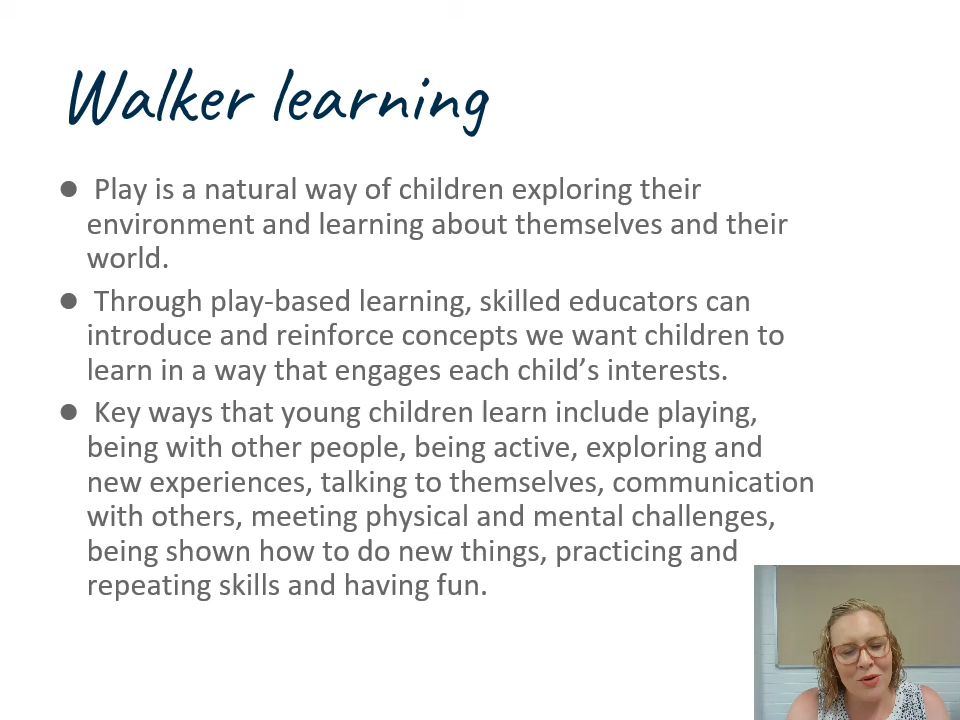 Walker learning
● Play is a natural way of children exploring their
environment and learning about themselves and their
world.
● Through play-based learning, skilled educators can
introduce and reinforce concepts we want children to
learn in a way that engages each child’s interests.
● Key ways that young children learn include playing,
being with other people, being active, exploring and
new experiences, talking to themselves, communication
with others, meeting physical and mental challenges,
being shown how to do new things, practicing and
repeating skills and having fun.